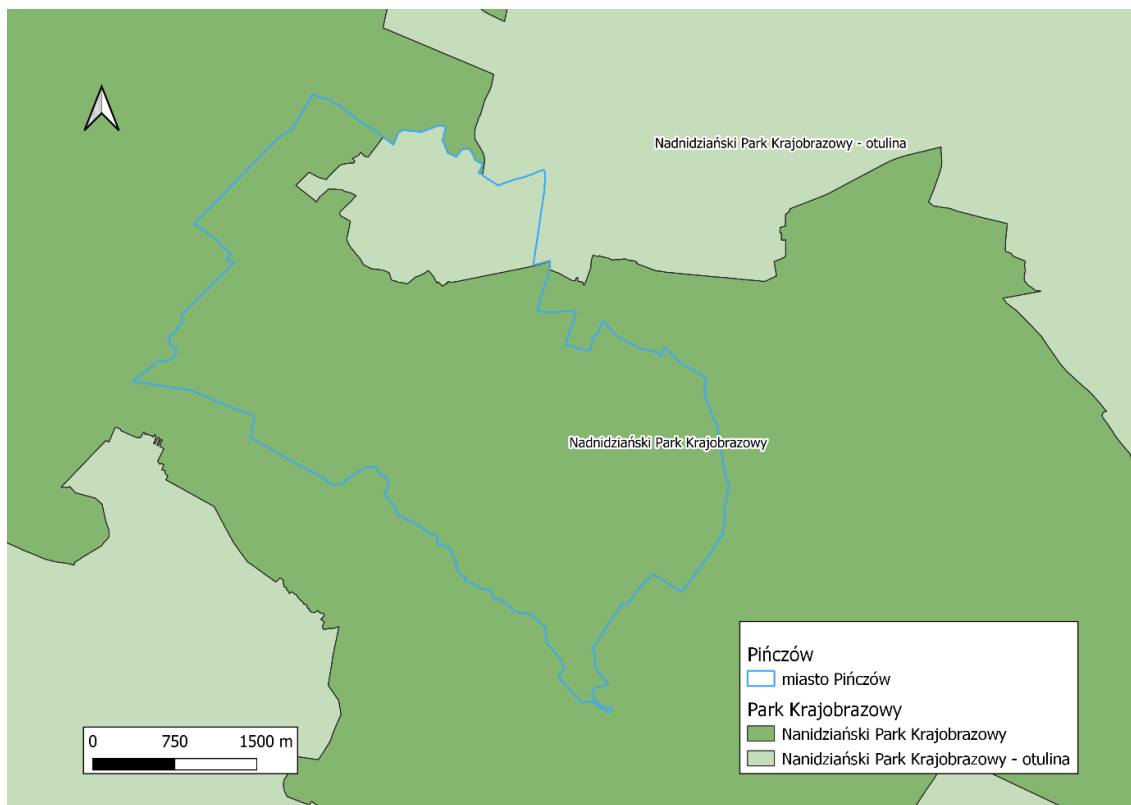 Nadnidziański Park Krajobrazowy - otulina
Nadnidziański Park Krajobrazowy
Pińczów
miasto Pińczów
Park Krajobrazowy
Nanidziański Park Krajobrazowy
Nanidziański Park Krajobrazowy - otulina
0 750 1500 m